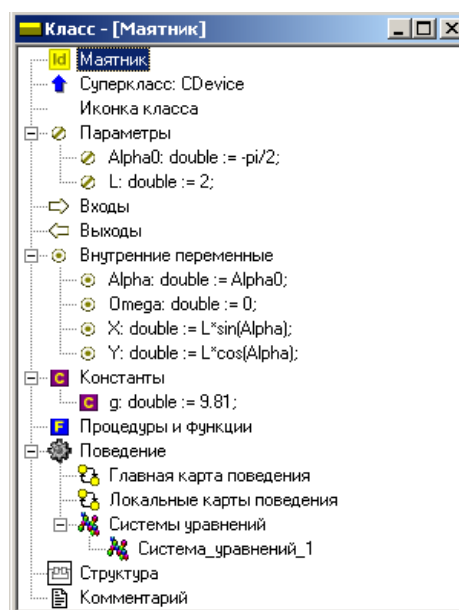 Класс - [Маятник]
Id Маятник
Суперкласс: CDevice
Иконка класса
Параметры
Alpha0: double := -pi/2;
L: double := 2;
Входы
Выходы
Внутренние переменные
Alpha: double := Alpha0;
Omega: double := 0;
X: double := L*sin(Alpha);
Y: double := L*cos(Alpha);
C Константы
C g: double := 9.81;
F Процедуры и функции
Поведение
Главная карта поведения
Локальные карты поведения
Системы уравнений
Система_уравнений_1
Структура
Комментарий